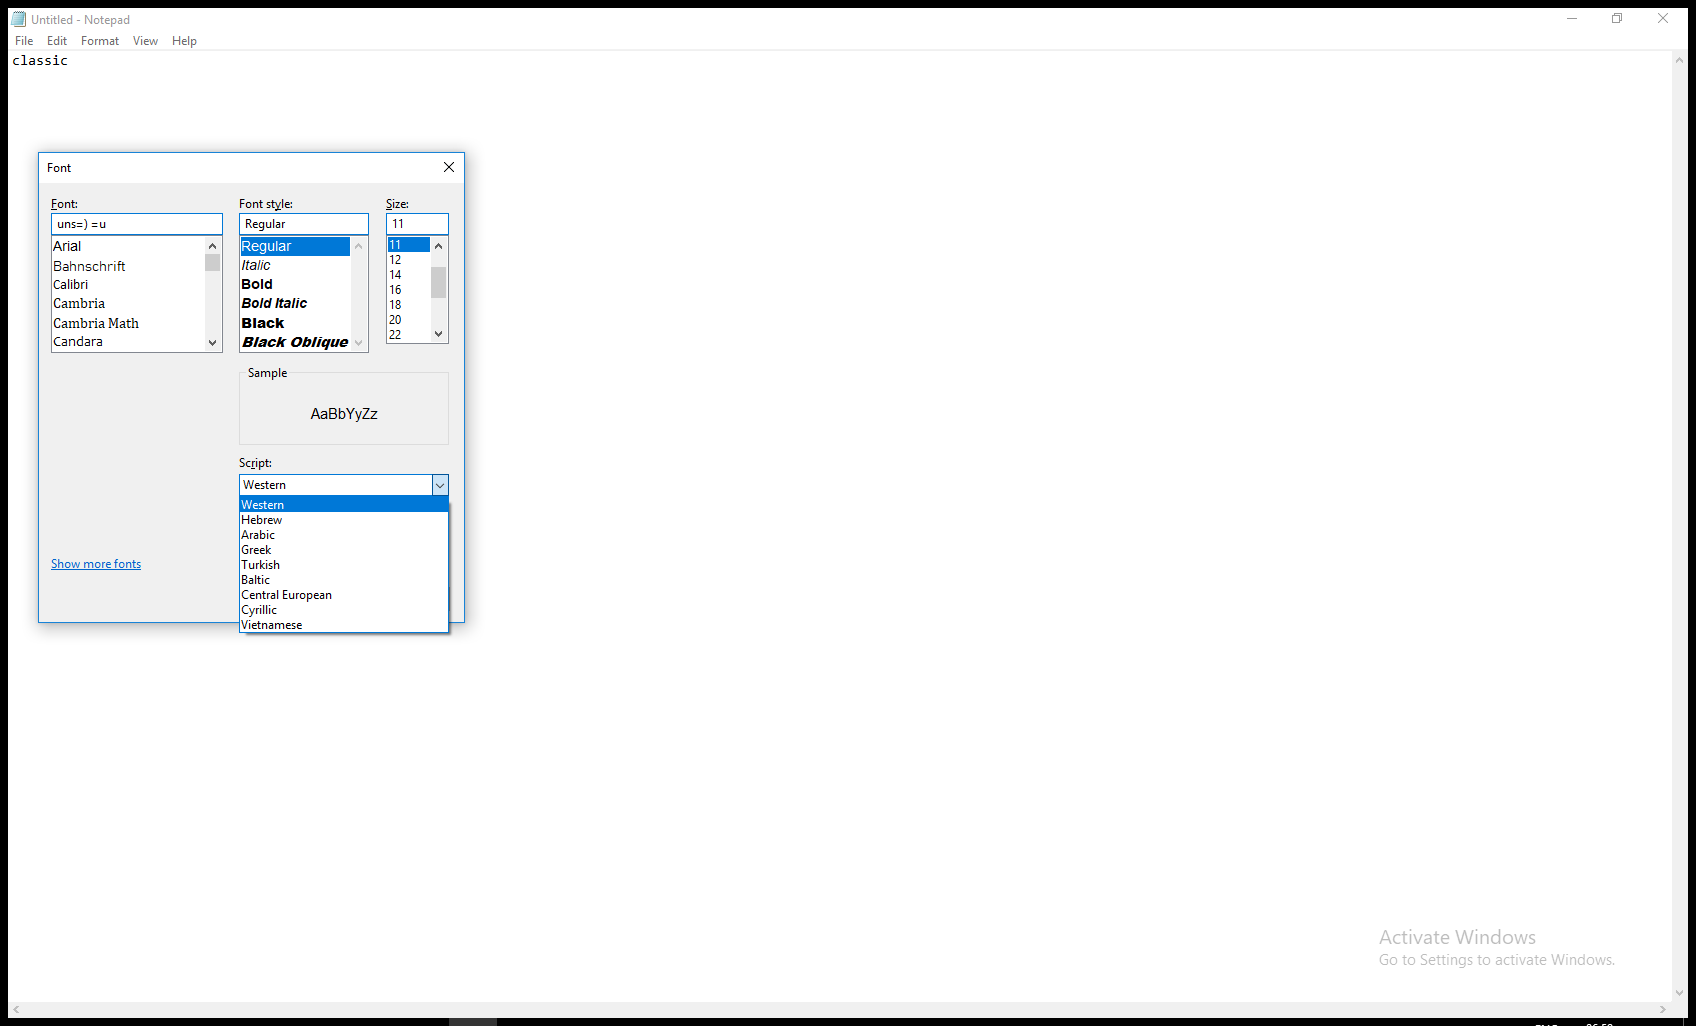 Untitled - Notepad
File Edit Format View Help
classic
Font
Font: Font style: Size:
uns=) =u Regular 11
Arial
Bahnschrift
Calibri
Cambria
Cambria Math
Candara
Regular
Italic
Bold
Bold Italic
Black
Black Oblique
11
12
14
16
18
20
22
Sample
AaBbYyZz
Script:
Western
Western
Hebrew
Arabic
Greek
Turkish
Baltic
Central European
Cyrillic
Vietnamese
Show more fonts
Activate Windows
Go to Settings to activate Windows.